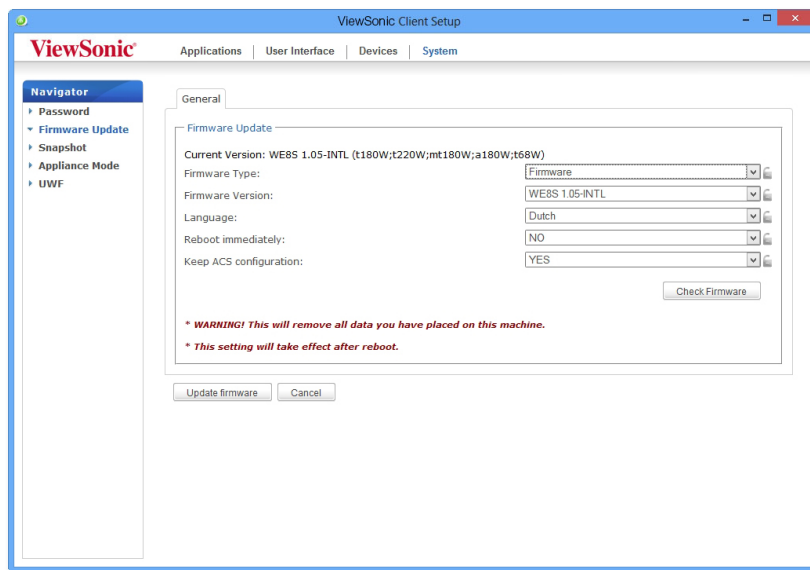 ViewSonic Client Setup
ViewSonic®
Applications | User Interface | Devices | System
Navigator
Password
Firmware Update
Snapshot
Appliance Mode
UWF
General
Firmware Update
Current Version: WE8S 1.05-INTL (t180W;t220W;mt180W;a180W;t68W)
Firmware Type: Firmware
Firmware Version: WE8S 1.05-INTL
Language: Dutch
Reboot immediately: NO
Keep ACS configuration: YES
Check Firmware
* WARNING! This will remove all data you have placed on this machine.
* This setting will take effect after reboot.
Update firmware Cancel